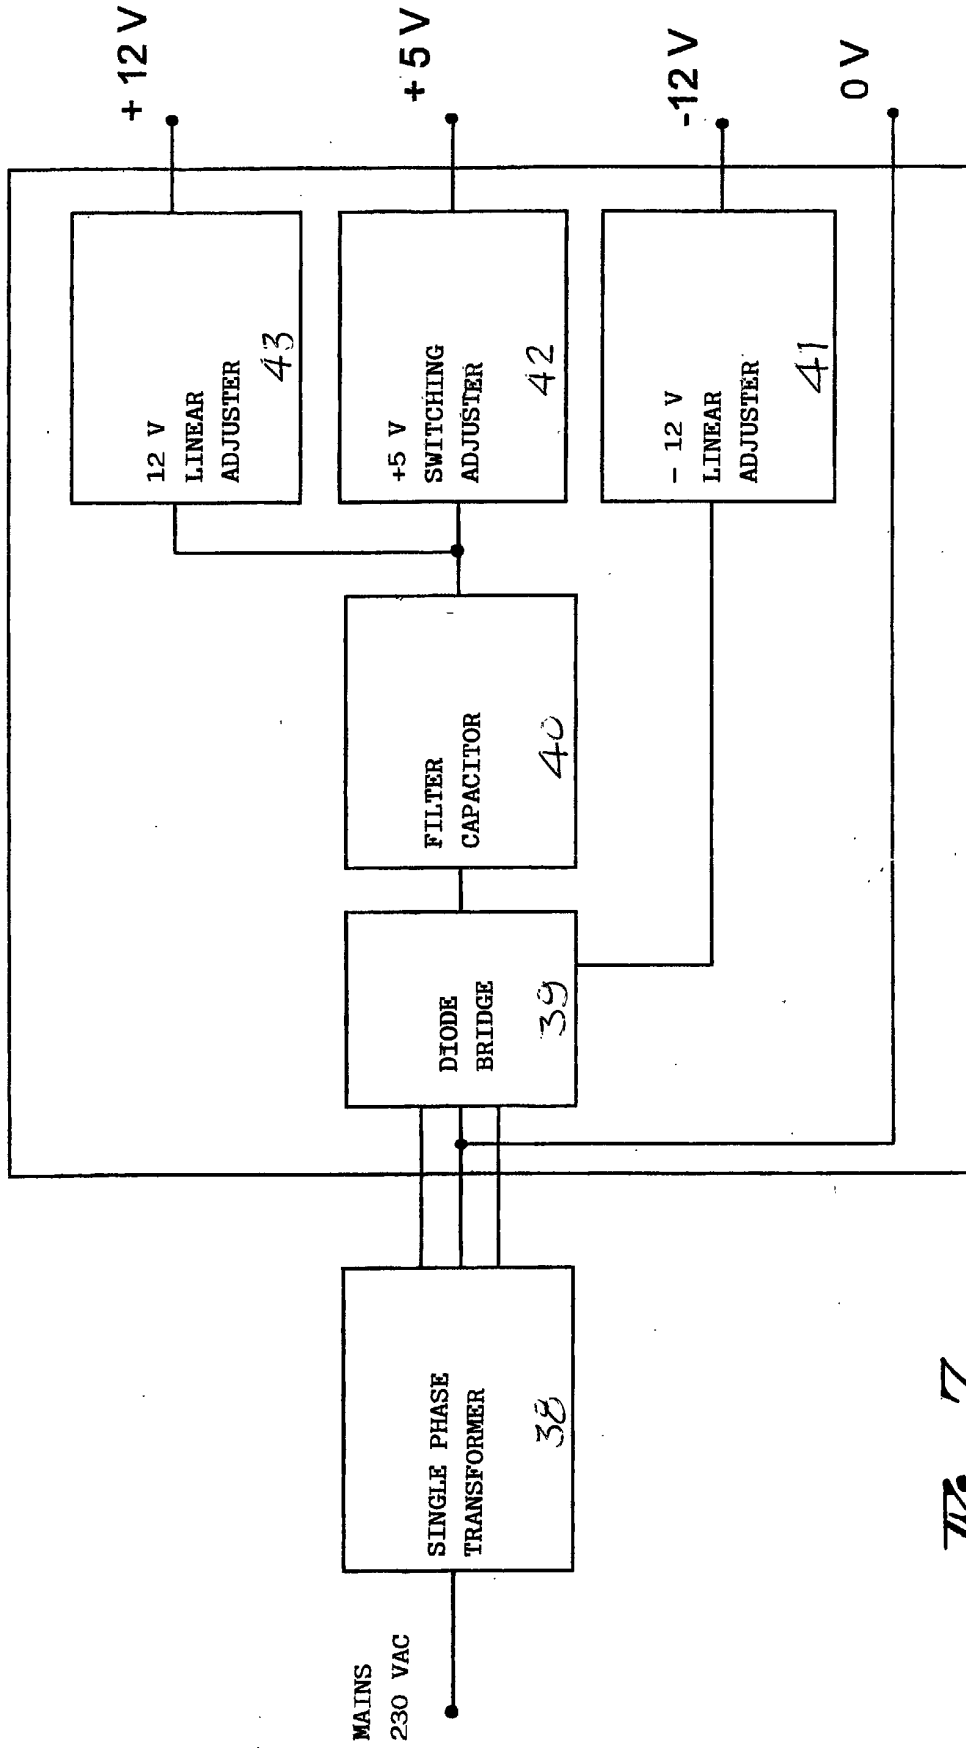 MAINS
230 VAC
SINGLE PHASE
TRANSFORMER
38
DIODE
BRIDGE
39
FILTER
CAPACITOR
40
12 V
LINEAR
ADJUSTER
43
+5 V
SWITCHING
ADJUSTER
42
- 12 V
LINEAR
ADJUSTER
41
+ 12 V
+ 5 V
-12 V
0 V
7